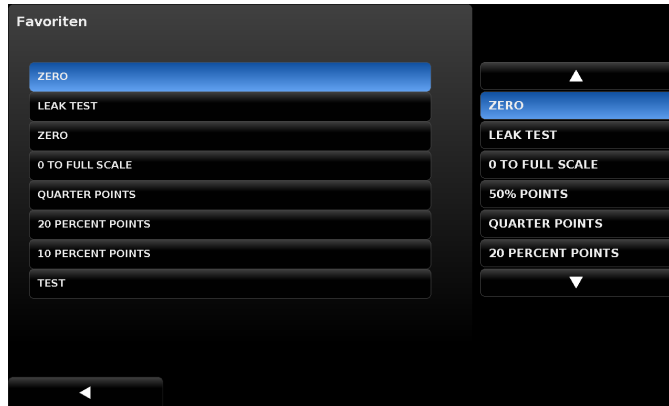 Favoriten
ZERO
LEAK TEST
ZERO
0 TO FULL SCALE
QUARTER POINTS
20 PERCENT POINTS
10 PERCENT POINTS
TEST
ZERO
LEAK TEST
0 TO FULL SCALE
50% POINTS
QUARTER POINTS
20 PERCENT POINTS